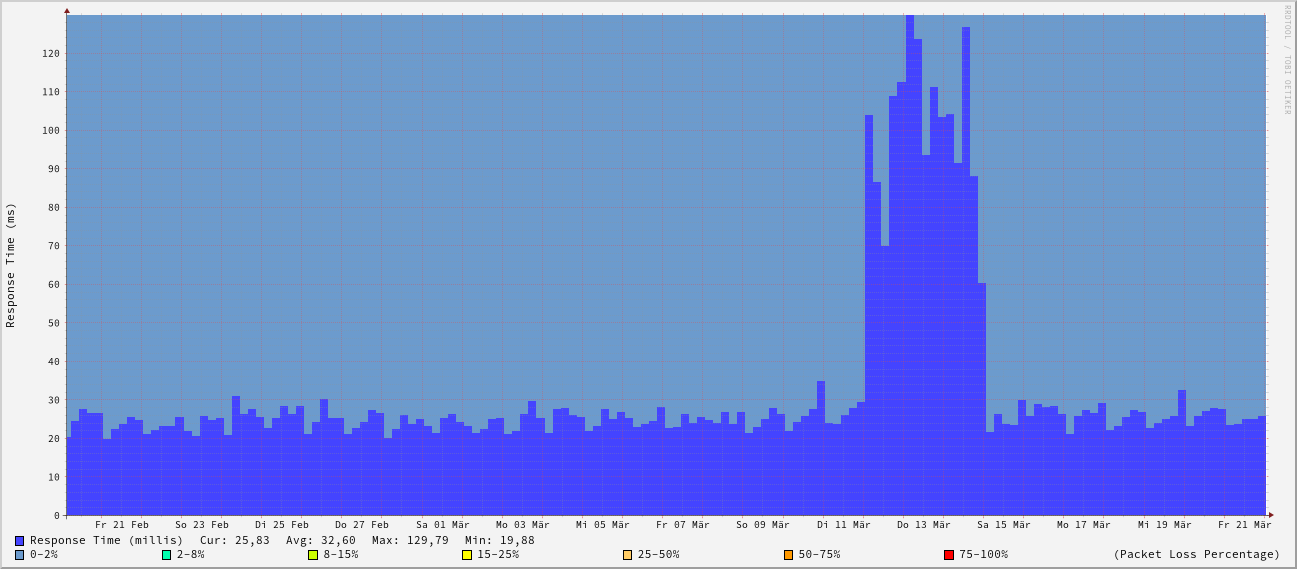 RRDTOOL / TOBI OETIKER
Response Time (ms)
120
110
100
90
80
70
60
50
40
30
20
10
0
Fr 21 Feb So 23 Feb Di 25 Feb Do 27 Feb Sa 01 Mär Mo 03 Mär Mi 05 Mär Fr 07 Mär So 09 Mär Di 11 Mär Do 13 Mär Sa 15 Mär Mo 17 Mär Mi 19 Mär Fr 21 Mär
Response Time (millis) Cur: 25,83 Avg: 32,60 Max: 129,79 Min: 19,88
0-2% 2-8% 8-15% 15-25% 25-50% 50-75% 75-100% (Packet Loss Percentage)